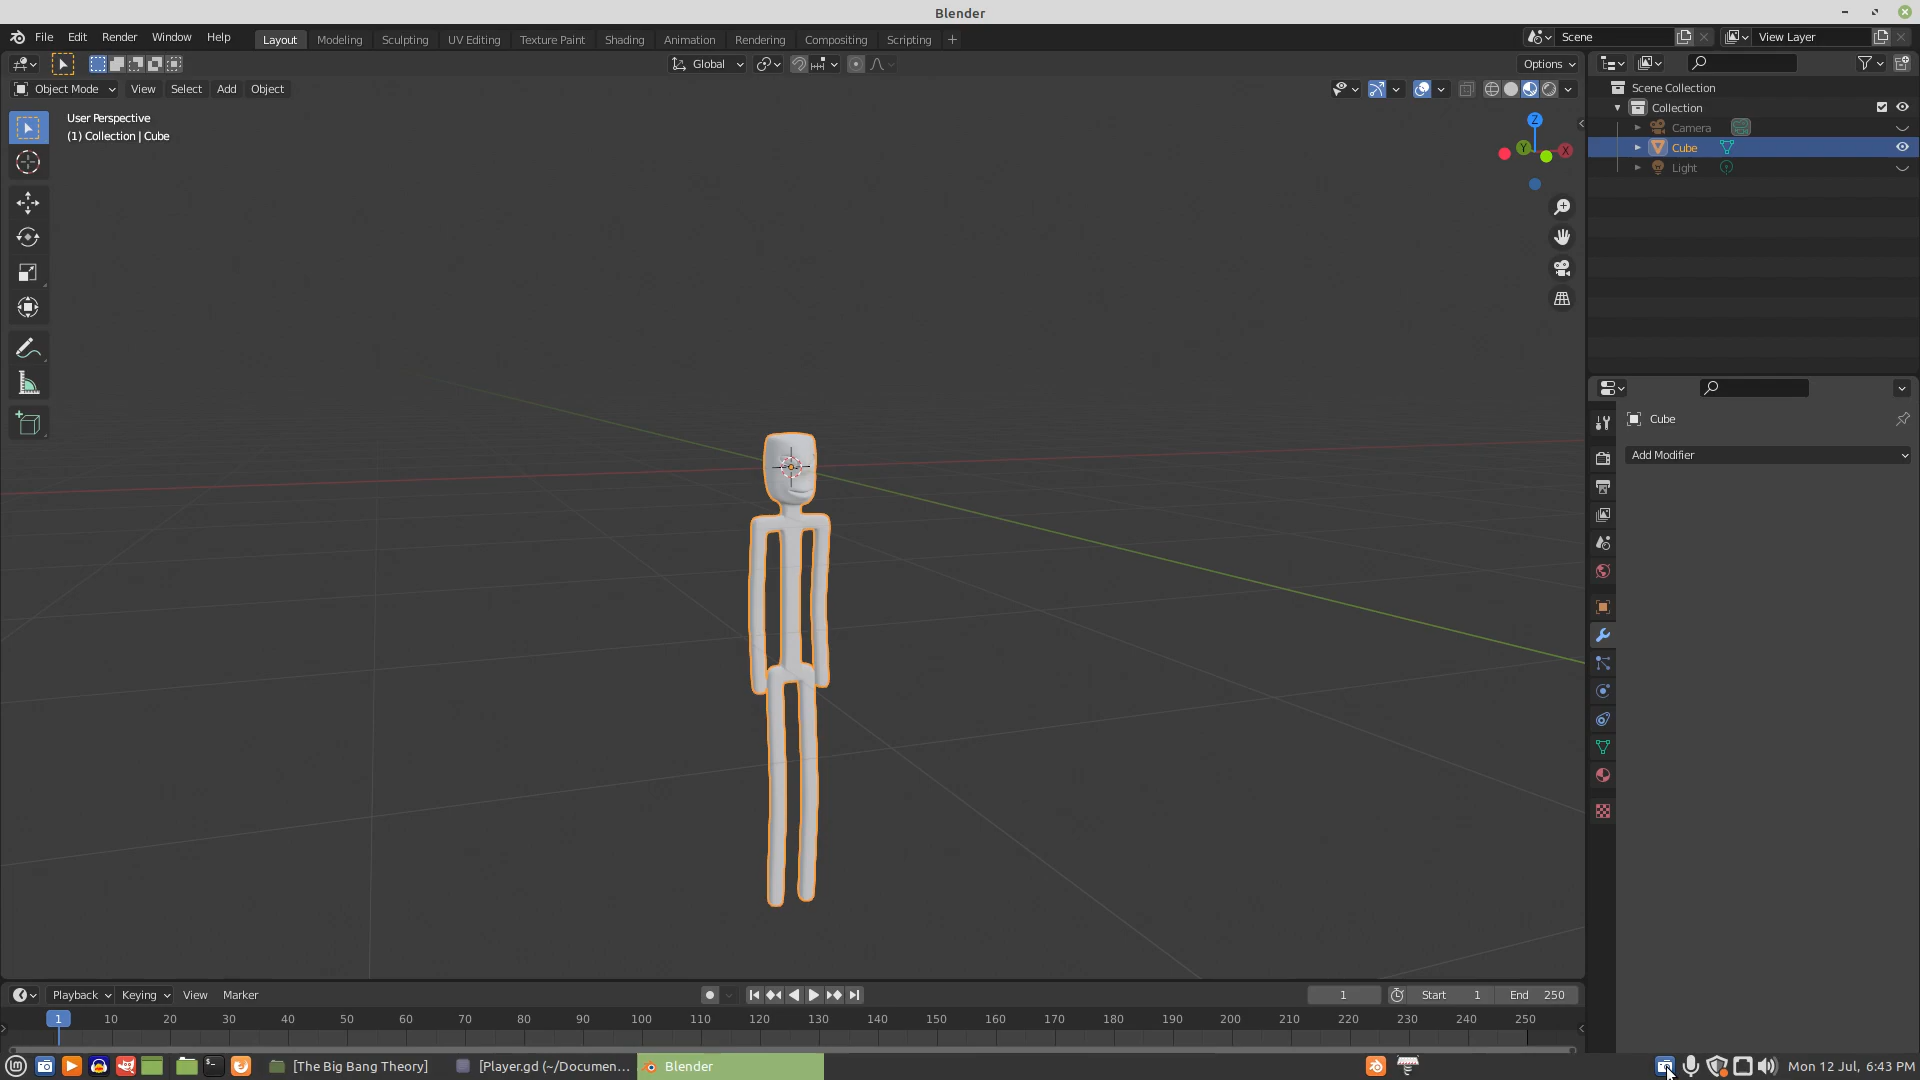 Blender
File Edit Render Window Help
Layout Modeling Sculpting UV Editing Texture Paint Shading Animation Rendering Compositing Scripting
Scene View Layer
Global Options
Object Mode View Select Add Object
User Perspective
(1) Collection | Cube
Z
Y X
Scene Collection
Collection
Camera
Cube
Light
Cube
Add Modifier
Playback Keying View Marker
1 Start 1 End 250
1 10 20 30 40 50 60 70 80 90 100 110 120 130 140 150 160 170 180 190 200 210 220 230 240 250
[The Big Bang Theory] [Player.gd (~/Documen... Blender Mon 12 Jul, 6:43 PM